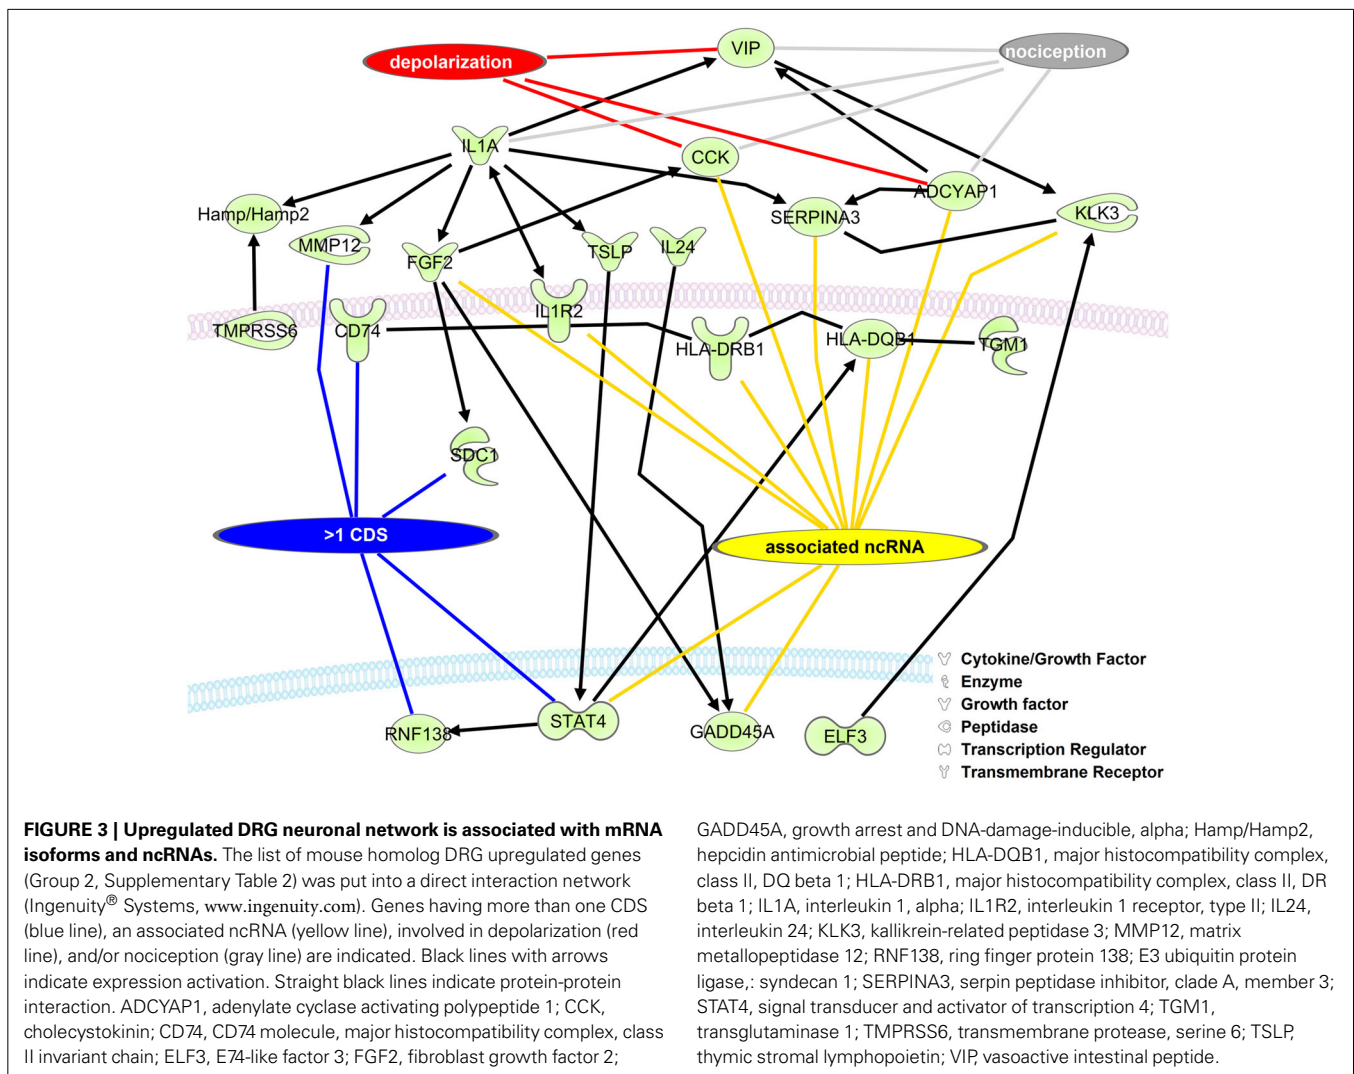 depolarization
VIP
nociception
IL1A
CCK
ADCYAP1
Hamp/Hamp2
SERPINA3
KLK3
MMP12
FGF2
TSLP
IL24
IL1R2
TMPRSS6
CD74
HLA-DRB1
HLA-DQB1
TGM1
SDC1
>1 CDS
associated ncRNA
RNF138
STAT4
GADD45A
ELF3
Cytokine/Growth Factor
Enzyme
Growth factor
Peptidase
Transcription Regulator
Transmembrane Receptor
FIGURE 3 | Upregulated DRG neuronal network is associated with mRNA
isoforms and ncRNAs. The list of mouse homolog DRG upregulated genes
(Group 2, Supplementary Table 2) was put into a direct interaction network
(Ingenuity® Systems, www.ingenuity.com). Genes having more than one CDS
(blue line), an associated ncRNA (yellow line), involved in depolarization (red
line), and/or nociception (gray line) are indicated. Black lines with arrows
indicate expression activation. Straight black lines indicate protein-protein
interaction. ADCYAP1, adenylate cyclase activating polypeptide 1; CCK,
cholecystokinin; CD74, CD74 molecule, major histocompatibility complex, class
II invariant chain; ELF3, E74-like factor 3; FGF2, fibroblast growth factor 2;
GADD45A, growth arrest and DNA-damage-inducible, alpha; Hamp/Hamp2,
hepcidin antimicrobial peptide; HLA-DQB1, major histocompatibility complex,
class II, DQ beta 1; HLA-DRB1, major histocompatibility complex, class II, DR
beta 1; IL1A, interleukin 1, alpha; IL1R2, interleukin 1 receptor, type II; IL24,
interleukin 24; KLK3, kallikrein-related peptidase 3; MMP12, matrix
metallopeptidase 12; RNF138, ring finger protein 138; E3 ubiquitin protein
ligase,: syndecan 1; SERPINA3, serpin peptidase inhibitor, clade A, member 3;
STAT4, signal transducer and activator of transcription 4; TGM1,
transglutaminase 1; TMPRSS6, transmembrane protease, serine 6; TSLP,
thymic stromal lymphopoietin; VIP, vasoactive intestinal peptide.